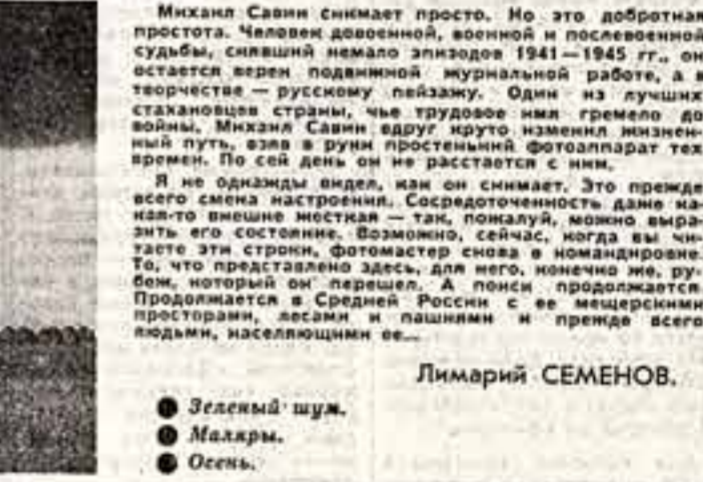 Михаил Савин снимает просто. Но это добротная
простота. Человек довоенной, военной и послевоенной
судьбы, снявший немало эпизодов 1941—1945 гг., он
остается верен подвижной журнальной работе, а в
творчестве — русскому пейзажу. Один из лучших
стахановцев страны, чье трудовое имя гремело до
войны, Михаил Савин вдруг круто изменил жизнен-
ный путь, взяв в руки простенький фотоаппарат тех
времен. По сей день он не расстается с ним.
Я не однажды видел, как он снимает. Это прежде
всего смена настроения. Сосредоточенность даже ка-
кая-то внешне жесткая — так, пожалуй, можно выра-
зить его состояние. Возможно, сейчас, когда вы чи-
таете эти строки, фотомастер снова в командировке.
То, что представлено здесь, для него, конечно же, ру-
беж, который он перешел. А поиск продолжается.
Продолжается в Средней России с ее мещерскими
просторами, лесами и пашнями и прежде всего
людьми, населяющими ее...
Лимарий СЕМЕНОВ.
● Зеленый шум.
● Маляры.
● Осень.